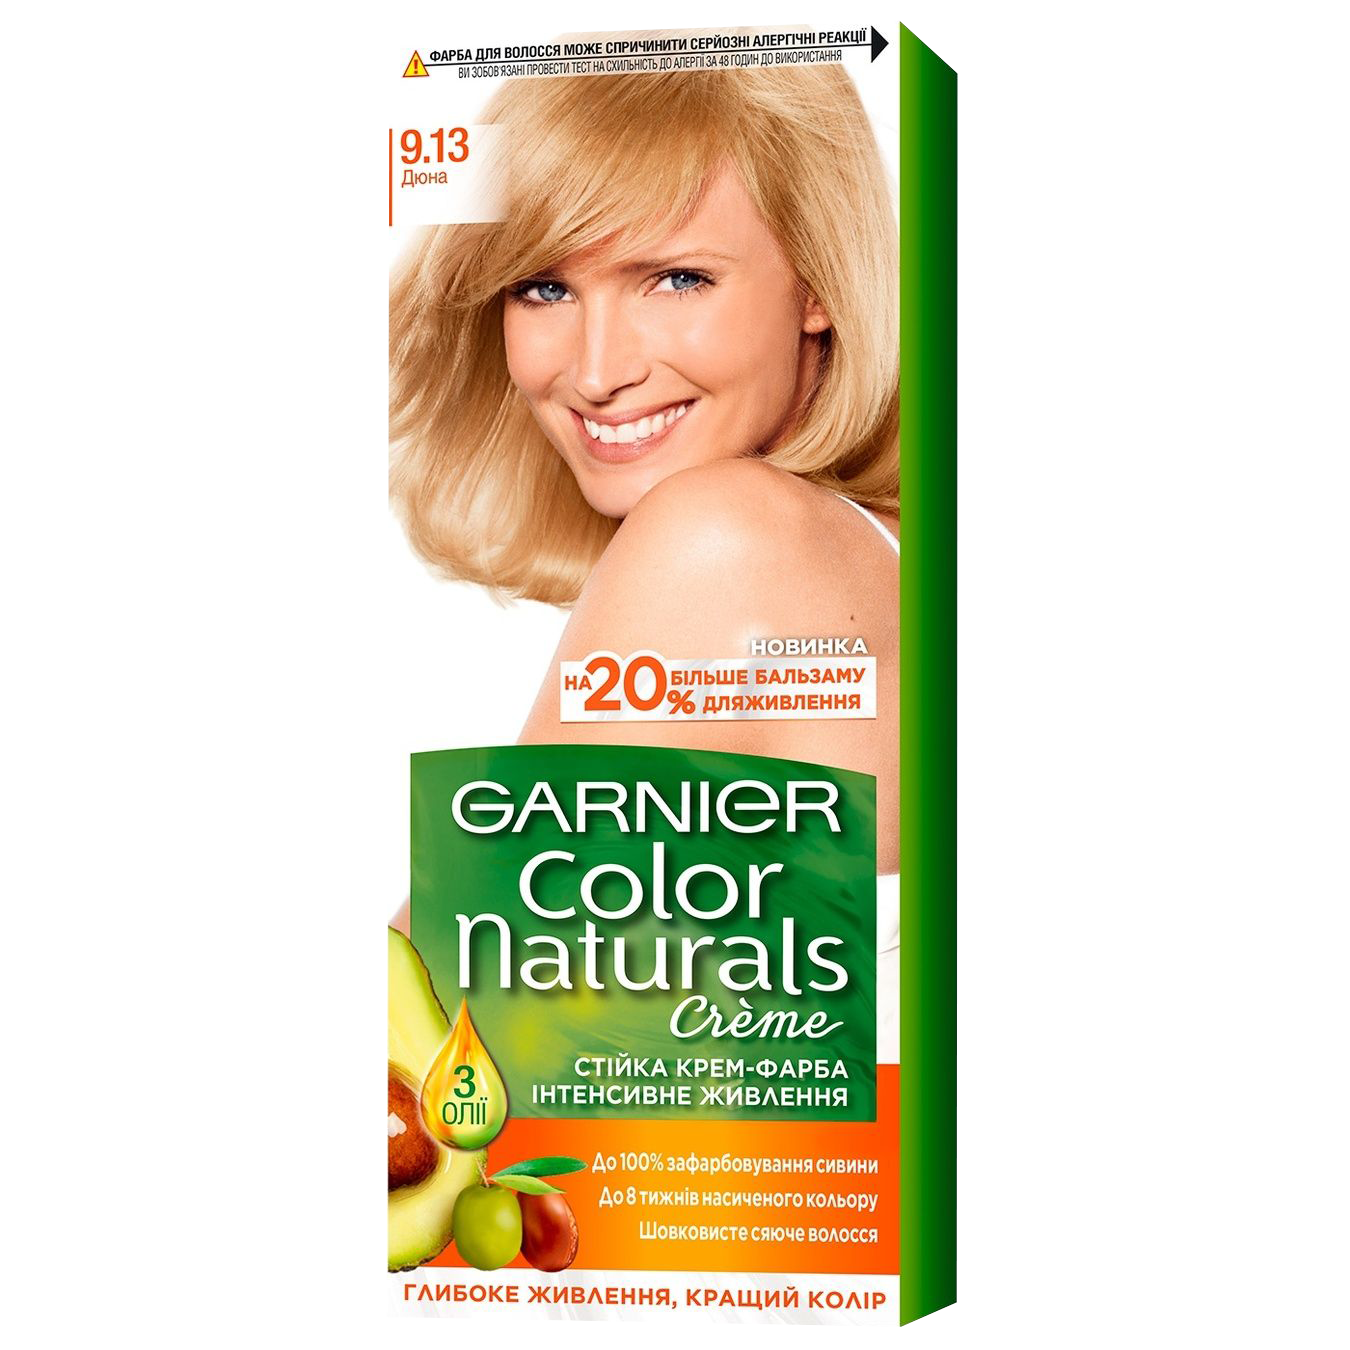 ФАРБА ДЛЯ ВОЛОССЯ МОЖЕ СПРИЧИНИТИ СЕРЙОЗНІ АЛЕРГІЧНІ РЕАКЦІЇ
ВИ ЗОБОВ'ЯЗАНІ ПРОВЕСТИ ТЕСТ НА СХИЛЬНІСТЬ ДО АЛЕРГІЇ ЗА 48 ГОДИН ДО ВИКОРИСТАННЯ
9.13
Дюна
НОВИНКА
НА 20% БІЛЬШЕ БАЛЬЗАМУ
ДЛЯЖИВЛЕННЯ
GARNIER
Color
Naturals
Crème
СТІЙКА КРЕМ-ФАРБА
ІНТЕНСИВНЕ ЖИВЛЕННЯ
3
ОЛІЇ
До 100% зафарбовування сивини
До 8 тижнів насиченого кольору
Шовковисте сяюче волосся
ГЛИБОКЕ ЖИВЛЕННЯ, КРАЩИЙ КОЛІР